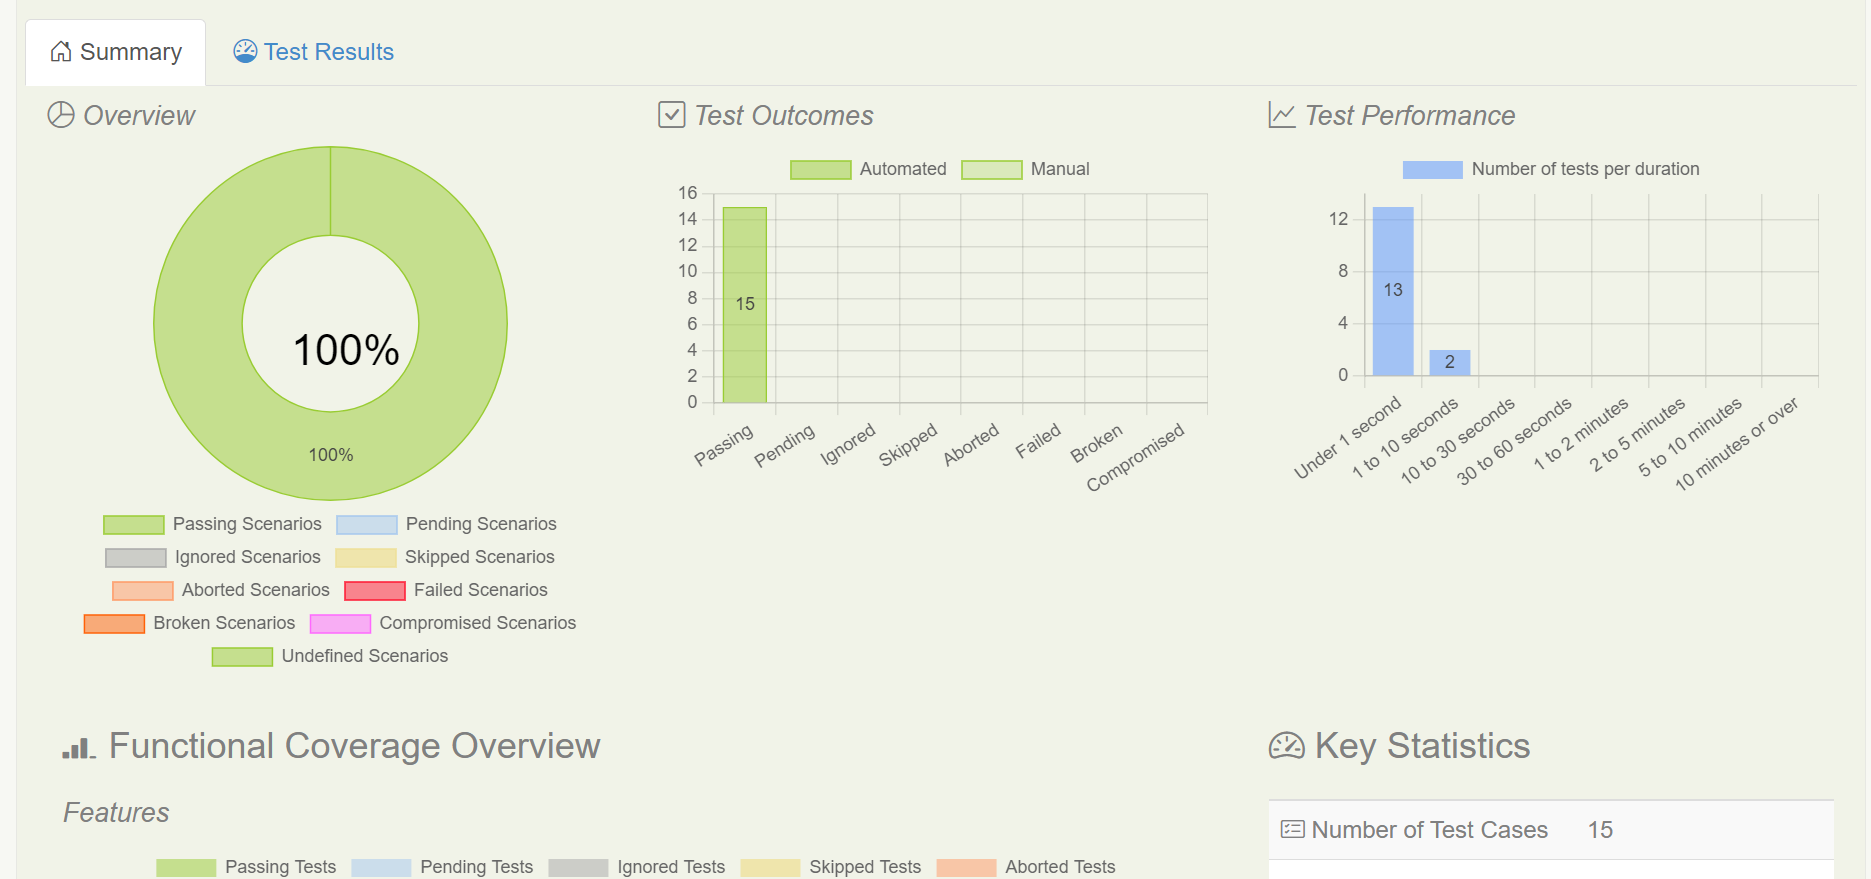 Summary
Test Results
Overview
100%
100%
Passing Scenarios
Pending Scenarios
Ignored Scenarios
Skipped Scenarios
Aborted Scenarios
Failed Scenarios
Broken Scenarios
Compromised Scenarios
Undefined Scenarios
Test Outcomes
Automated
Manual
16
14
12
10
8
6
4
2
0
15
Passing
Pending
Ignored
Skipped
Aborted
Failed
Broken
Compromised
Test Performance
Number of tests per duration
12
8
4
0
13
2
Under 1 second
1 to 10 seconds
10 to 30 seconds
30 to 60 seconds
1 to 2 minutes
2 to 5 minutes
5 to 10 minutes
10 minutes or over
Functional Coverage Overview
Features
Passing Tests
Pending Tests
Ignored Tests
Skipped Tests
Aborted Tests
Key Statistics
Number of Test Cases 15